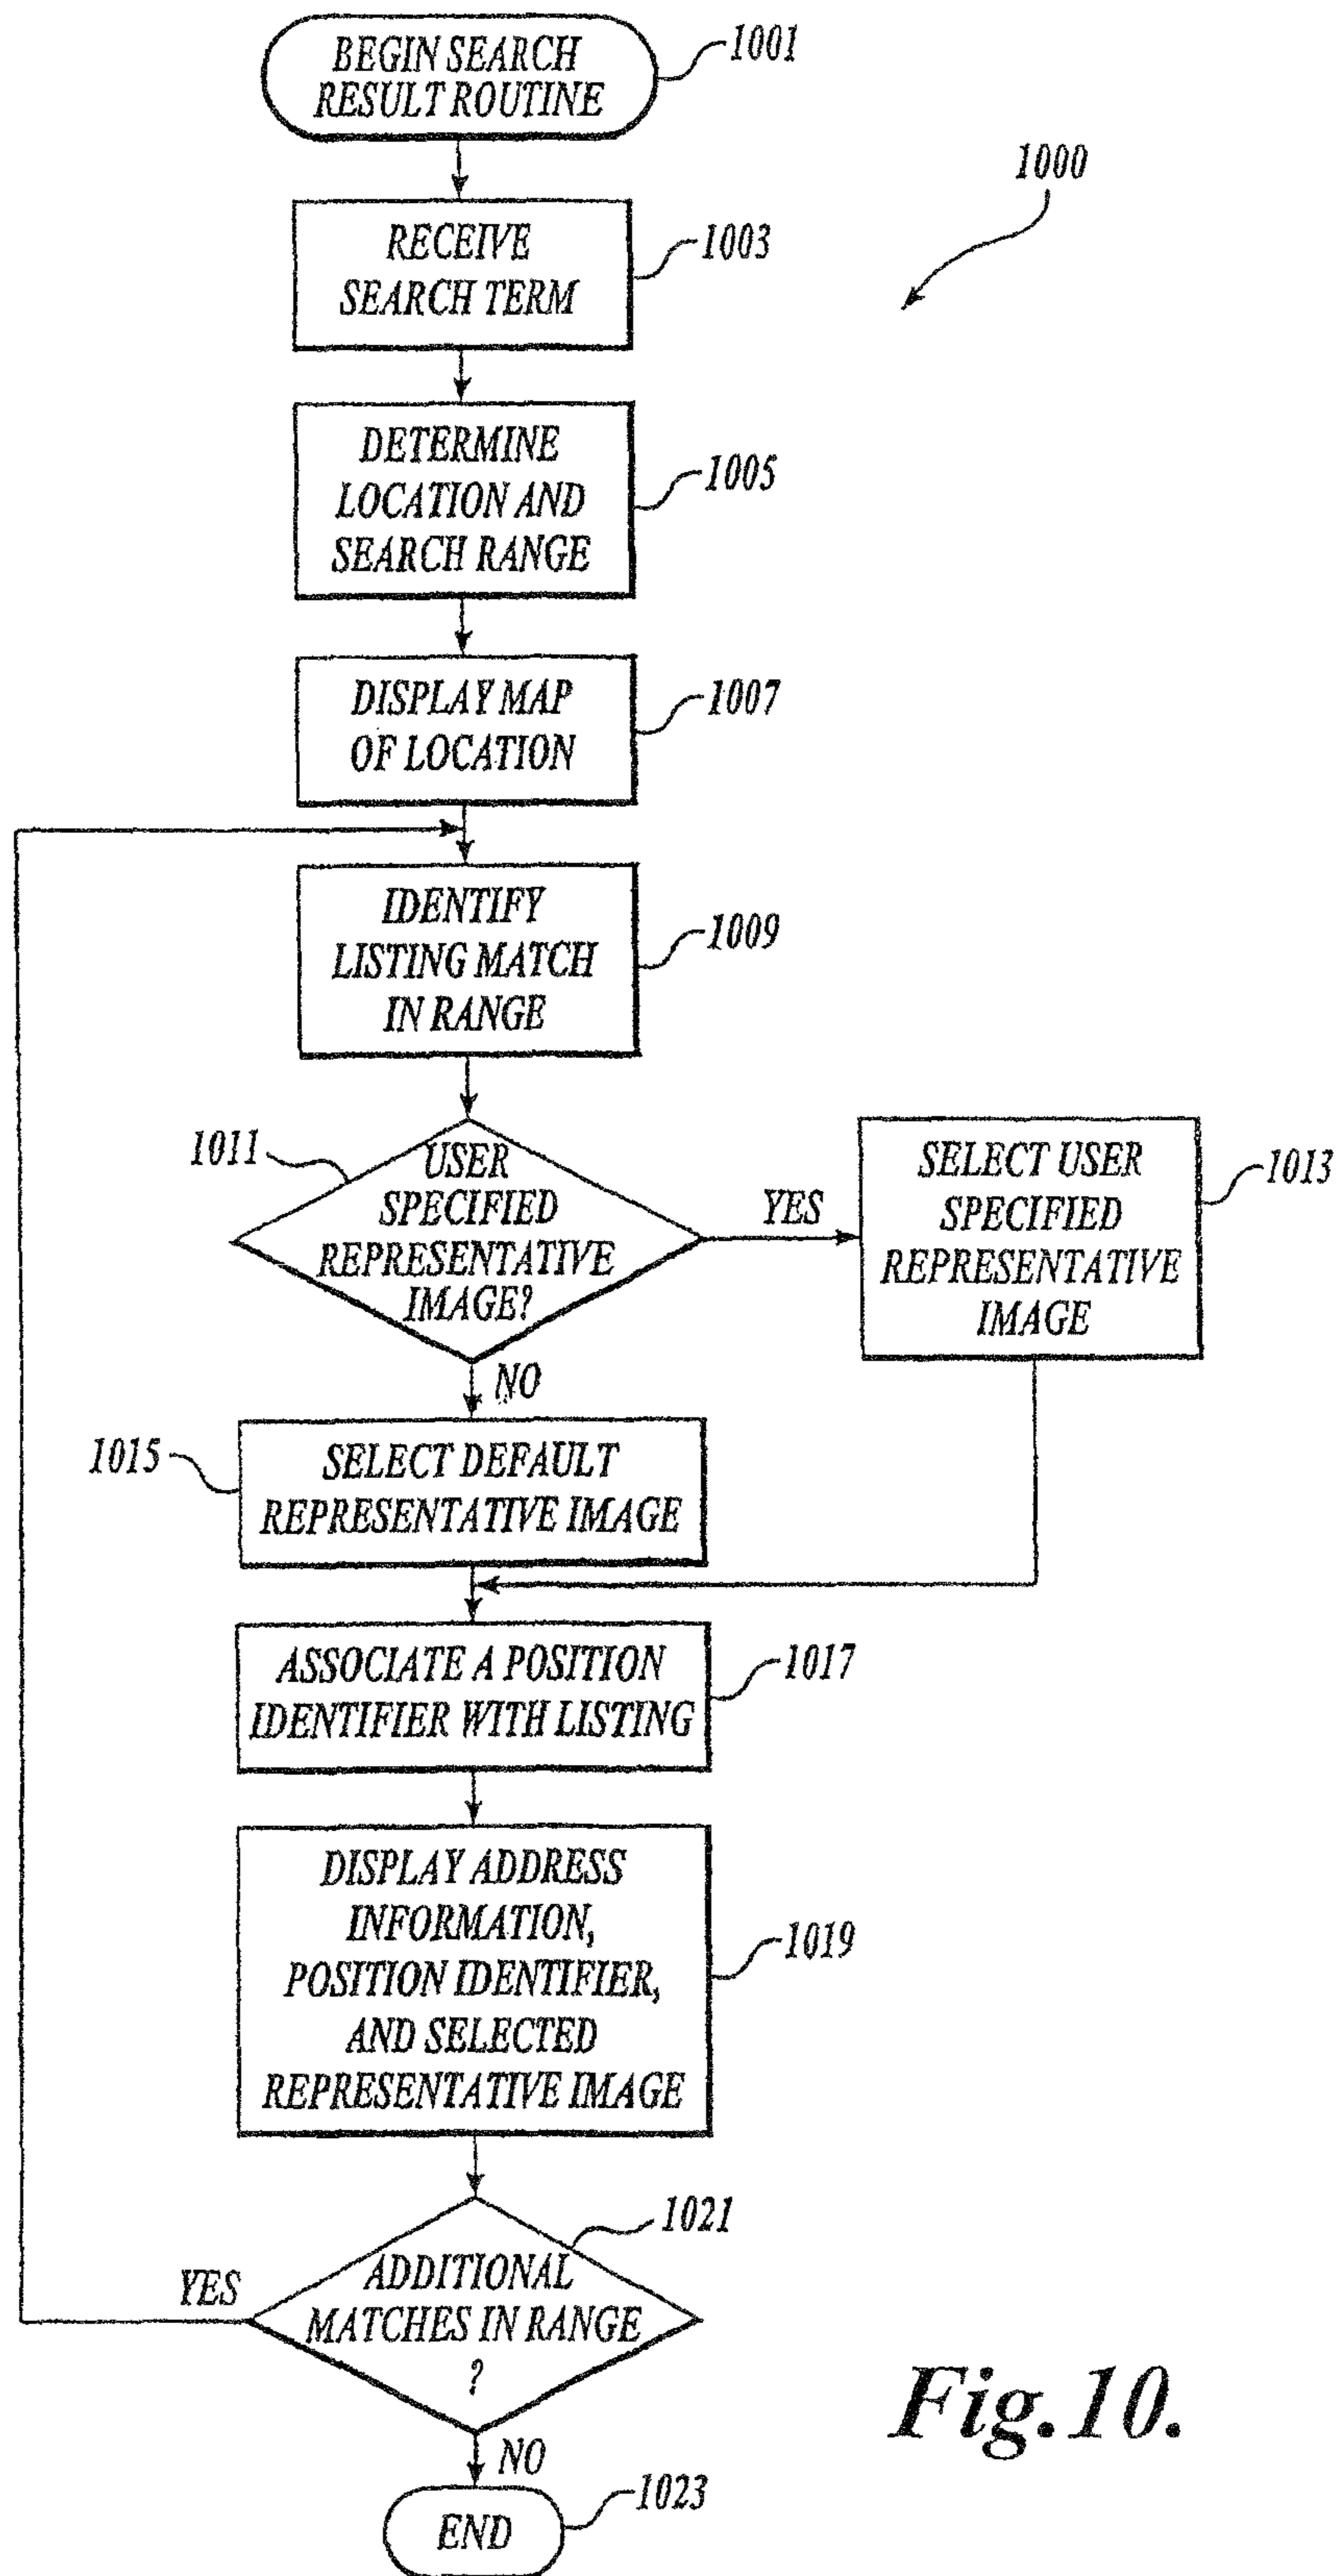 BEGIN SEARCH
RESULT ROUTINE
1001
1000
RECEIVE
SEARCH TERM
1003
DETERMINE
LOCATION AND
SEARCH RANGE
1005
DISPLAY MAP
OF LOCATION
1007
IDENTIFY
LISTING MATCH
IN RANGE
1009
1011
USER
SPECIFIED
REPRESENTATIVE
IMAGE?
YES
SELECT USER
SPECIFIED
REPRESENTATIVE
IMAGE
1013
NO
1015
SELECT DEFAULT
REPRESENTATIVE IMAGE
ASSOCIATE A POSITION
IDENTIFIER WITH LISTING
1017
DISPLAY ADDRESS
INFORMATION,
POSITION IDENTIFIER,
AND SELECTED
REPRESENTATIVE IMAGE
1019
1021
YES
ADDITIONAL
MATCHES IN RANGE
?
NO
END
1023
Fig.10.